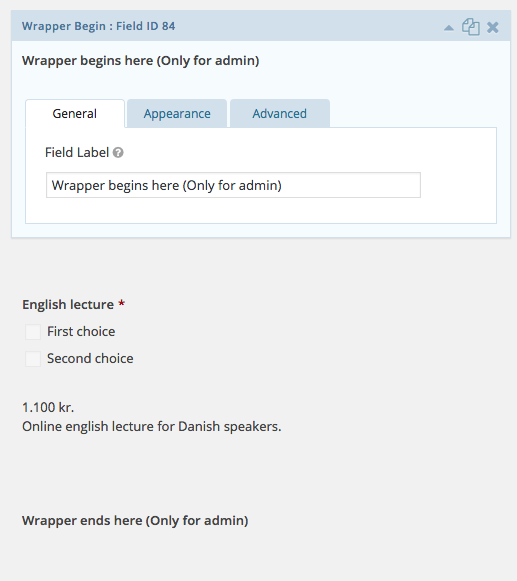 Wrapper Begin : Field ID 84
Wrapper begins here (Only for admin)
General Appearance Advanced
Field Label ?
Wrapper begins here (Only for admin)
English lecture *
First choice
Second choice
1.100 kr.
Online english lecture for Danish speakers.
Wrapper ends here (Only for admin)